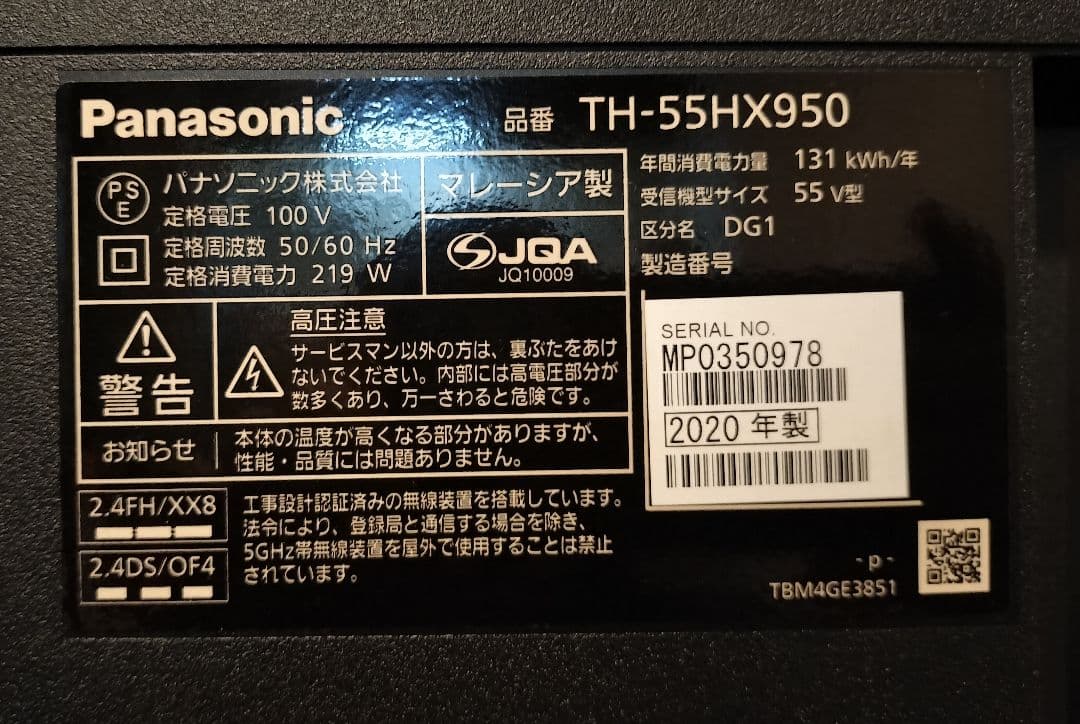 Panasonic 品番 TH-55HX950
PS
E
パナソニック株式会社
定格電圧 100 V
定格周波数 50/60 Hz
定格消費電力 219 W
マレーシア製
JQA
JQ10009
年間消費電力量 131 kWh/年
受信機型サイズ 55 V型
区分名 DG1
製造番号
SERIAL NO.
MP0350978
2020 年製
警告
高圧注意
サービスマン以外の方は、裏ぶたをあけ
ないでください。内部には高電圧部分が
数多くあり、万一さわると危険です。
お知らせ
本体の温度が高くなる部分がありますが、
性能・品質には問題ありません。
2.4FH/XX8
2.4DS/OF4
工事設計認証済みの無線装置を搭載しています。
法令により、登録局と通信する場合を除き、
5GHz帯無線装置を屋外で使用することは禁止
されています。
-p-
TBM4GE3851